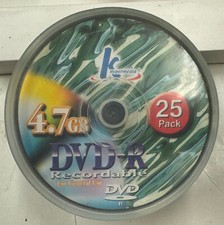 k
4.7GB
25
Pack
DVD-R
Recordable
DVD
R